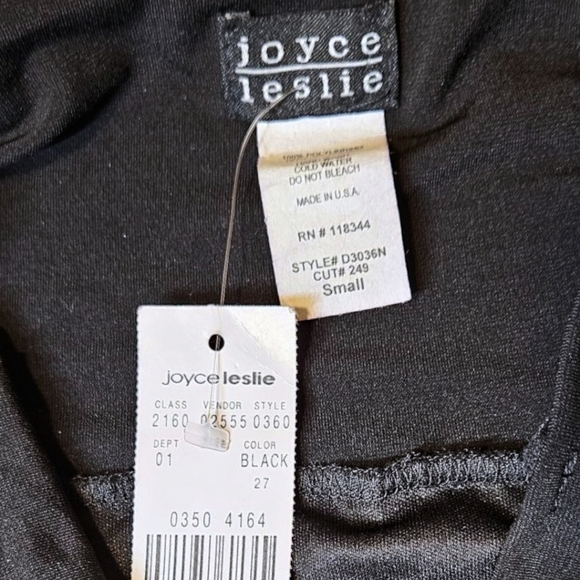 joyce
leslie
COLD WATER
DO NOT BLEACH
MADE IN U.S.A.
RN # 118344
STYLE# D3036N
CUT# 249
Small
joyceleslie
CLASS VENDOR STYLE
2160 02555 0360
DEPT COLOR
01 BLACK
27
0350 4164